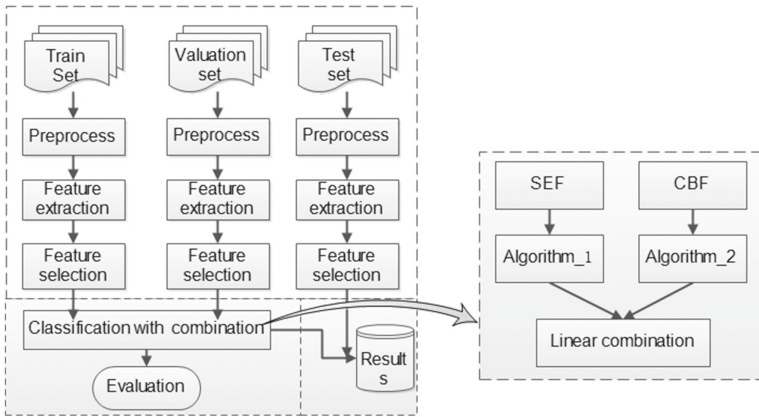 Train
Set
Valuation
set
Test
set
Preprocess
Preprocess
Preprocess
Feature
extraction
Feature
extraction
Feature
extraction
Feature
selection
Feature
selection
Feature
selection
Classification with combination
Evaluation
Result
s
SEF
CBF
Algorithm_1
Algorithm_2
Linear combination